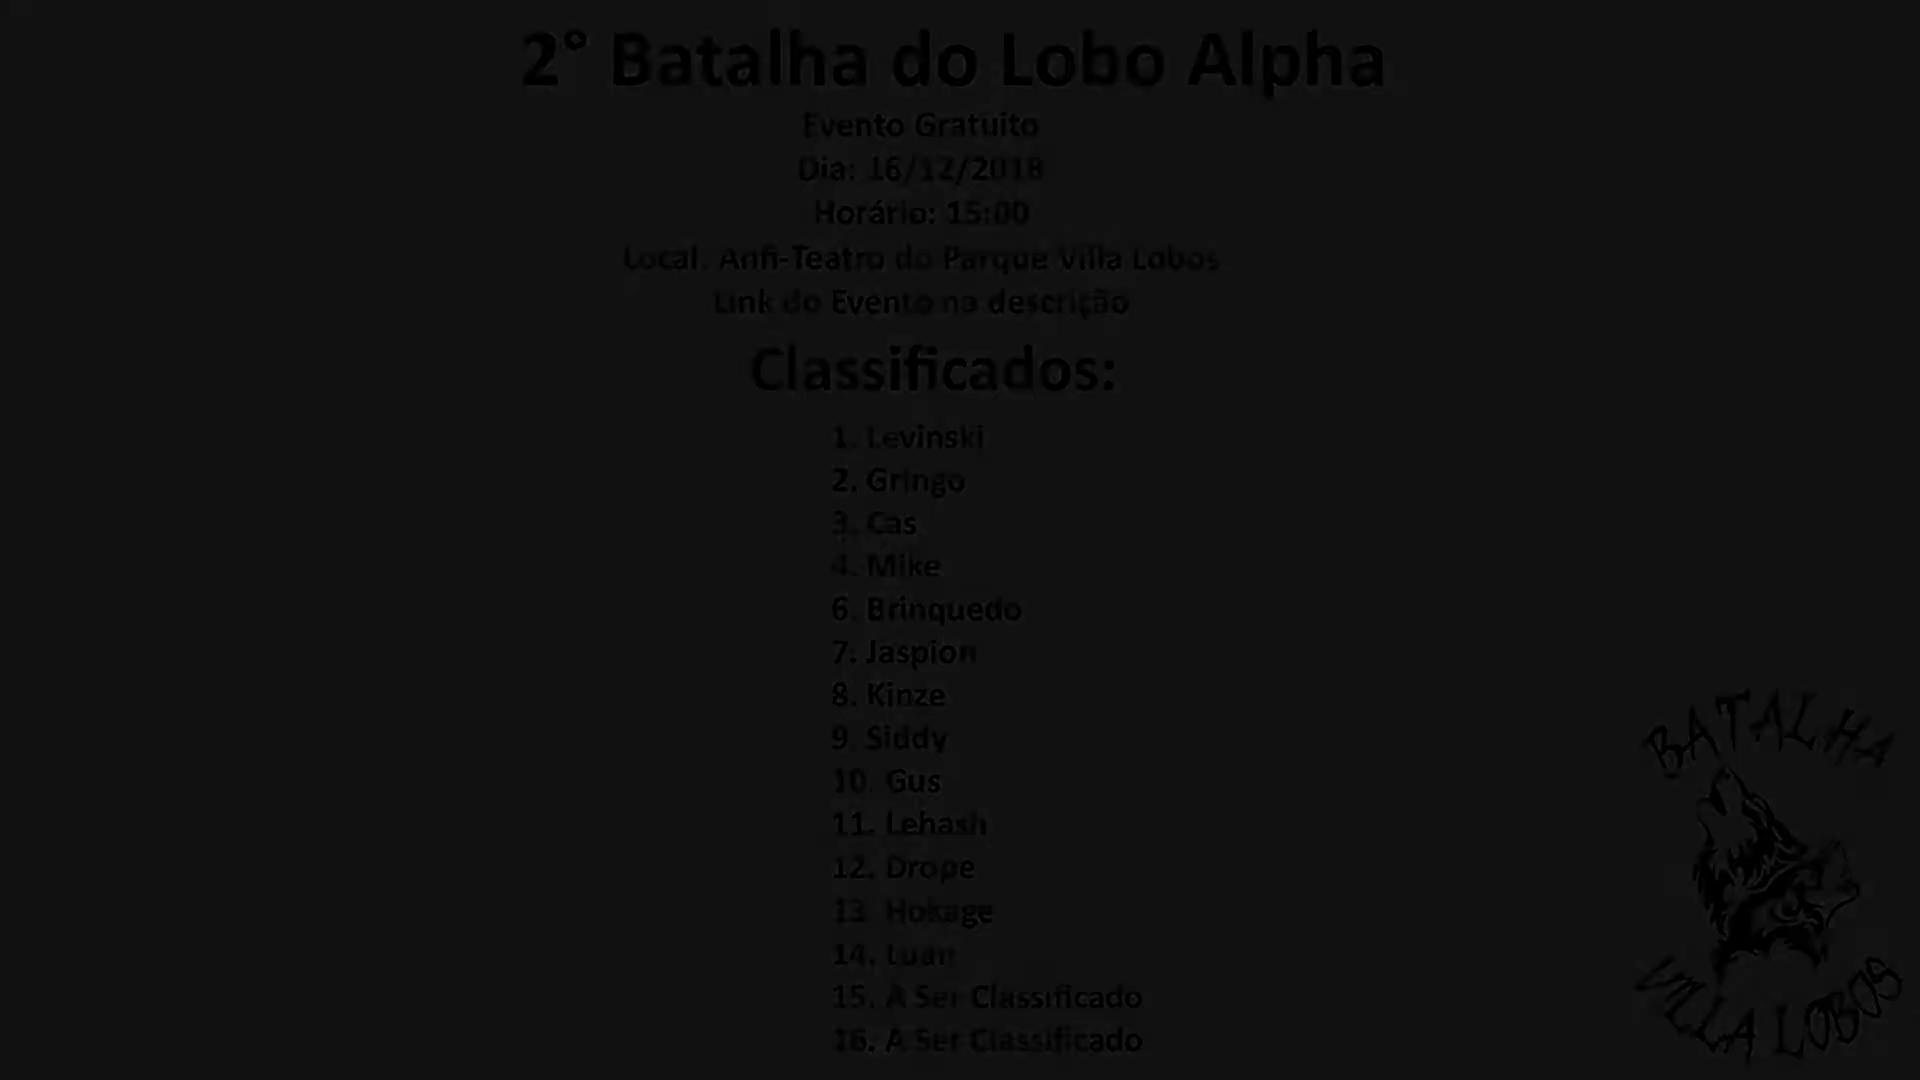 2° Batalha do Lobo Alpha
Evento Gratuito
Dia: 16/12/2018
Horário: 15:00
Local: Anfi-Teatro do Parque Villa Lobos
Link do Evento na descrição
Classificados:
1. Levinski
2. Gringo
3. Cas
4. Mike
6. Brinquedo
7. Jaspion
8. Kinze
9. Siddy
10. Gus
11. Lehash
12. Drope
13. Hokage
14. Luan
15. A Ser Classificado
16. A Ser Classificado
BATALHA
VILLA LOBOS